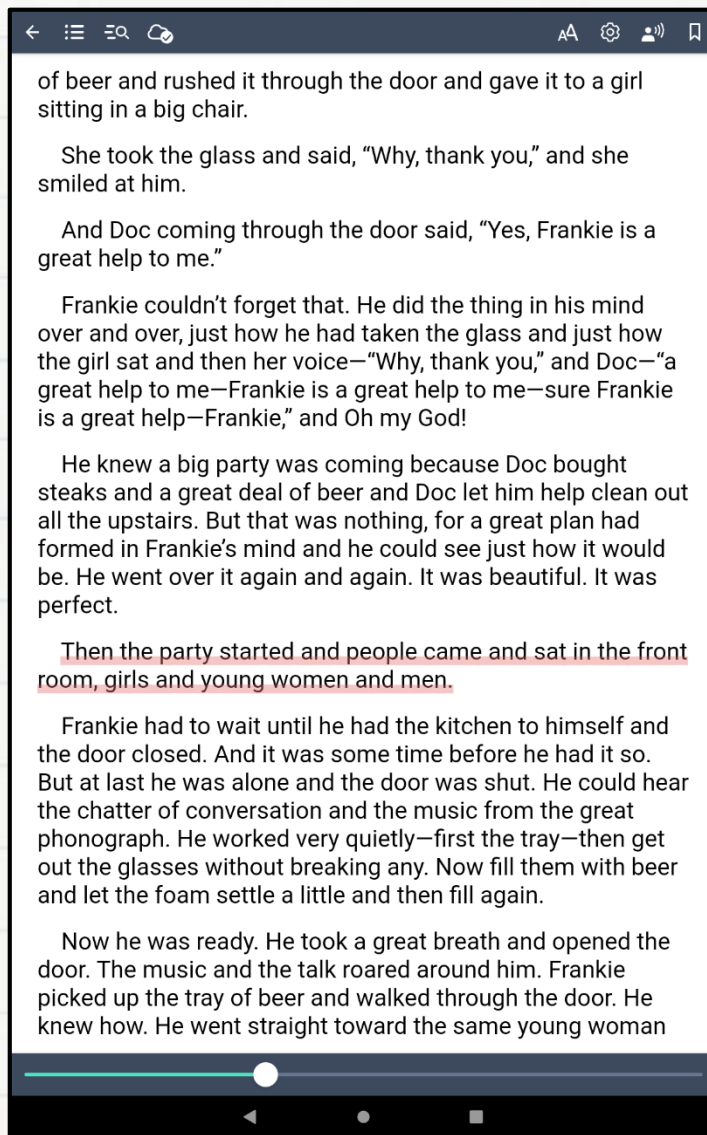 of beer and rushed it through the door and gave it to a girl
sitting in a big chair.
She took the glass and said, “Why, thank you,” and she
smiled at him.
And Doc coming through the door said, “Yes, Frankie is a
great help to me.”
Frankie couldn’t forget that. He did the thing in his mind
over and over, just how he had taken the glass and just how
the girl sat and then her voice—“Why, thank you,” and Doc—“a
great help to me—Frankie is a great help to me—sure Frankie
is a great help—Frankie,” and Oh my God!
He knew a big party was coming because Doc bought
steaks and a great deal of beer and Doc let him help clean out
all the upstairs. But that was nothing, for a great plan had
formed in Frankie’s mind and he could see just how it would
be. He went over it again and again. It was beautiful. It was
perfect.
Then the party started and people came and sat in the front
room, girls and young women and men.
Frankie had to wait until he had the kitchen to himself and
the door closed. And it was some time before he had it so.
But at last he was alone and the door was shut. He could hear
the chatter of conversation and the music from the great
phonograph. He worked very quietly—first the tray—then get
out the glasses without breaking any. Now fill them with beer
and let the foam settle a little and then fill again.
Now he was ready. He took a great breath and opened the
door. The music and the talk roared around him. Frankie
picked up the tray of beer and walked through the door. He
knew how. He went straight toward the same young woman